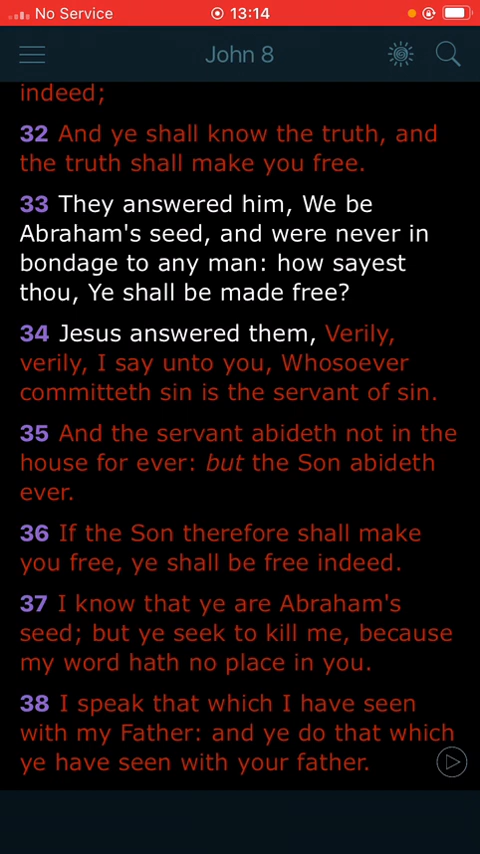 No Service
13:14
John 8
indeed;
32 And ye shall know the truth, and
the truth shall make you free.
33 They answered him, We be
Abraham's seed, and were never in
bondage to any man: how sayest
thou, Ye shall be made free?
34 Jesus answered them, Verily,
verily, I say unto you, Whosoever
committeth sin is the servant of sin.
35 And the servant abideth not in the
house for ever: but the Son abideth
ever.
36 If the Son therefore shall make
you free, ye shall be free indeed.
37 I know that ye are Abraham's
seed; but ye seek to kill me, because
my word hath no place in you.
38 I speak that which I have seen
with my Father: and ye do that which
ye have seen with your father.